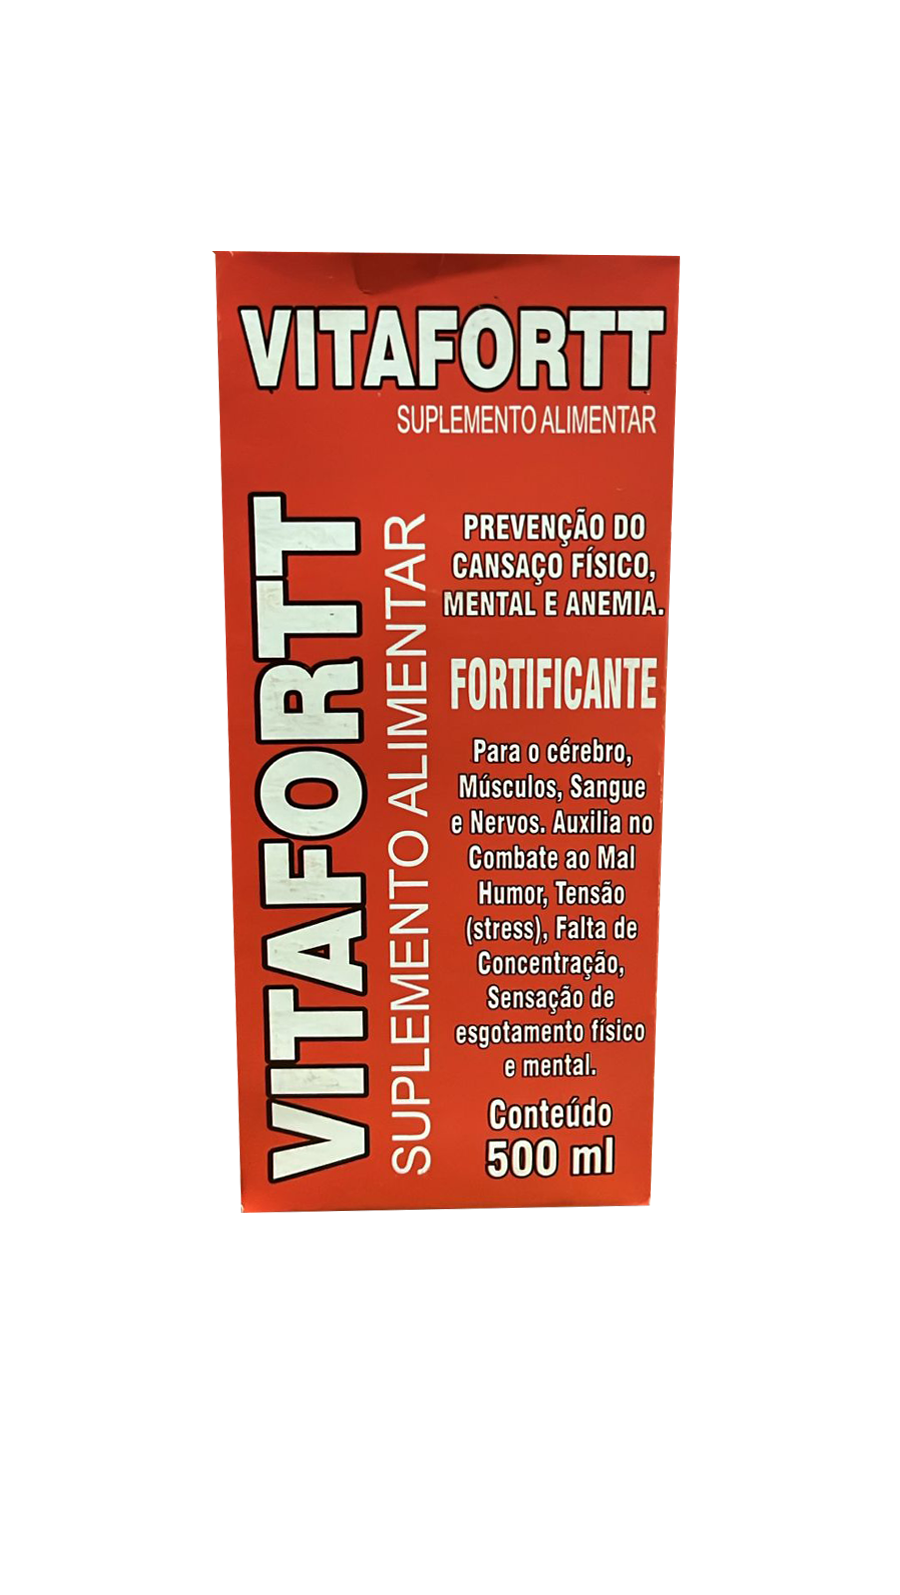 VITAFORTT
SUPLEMENTO ALIMENTAR
VITAFORTT
SUPLEMENTO ALIMENTAR
PREVENÇÃO DO
CANSAÇO FÍSICO,
MENTAL E ANEMIA.
FORTIFICANTE
Para o cérebro,
Músculos, Sangue
e Nervos. Auxilia no
Combate ao Mal
Humor, Tensão
(stress), Falta de
Concentração,
Sensação de
esgotamento físico
e mental.
Conteúdo
500 ml